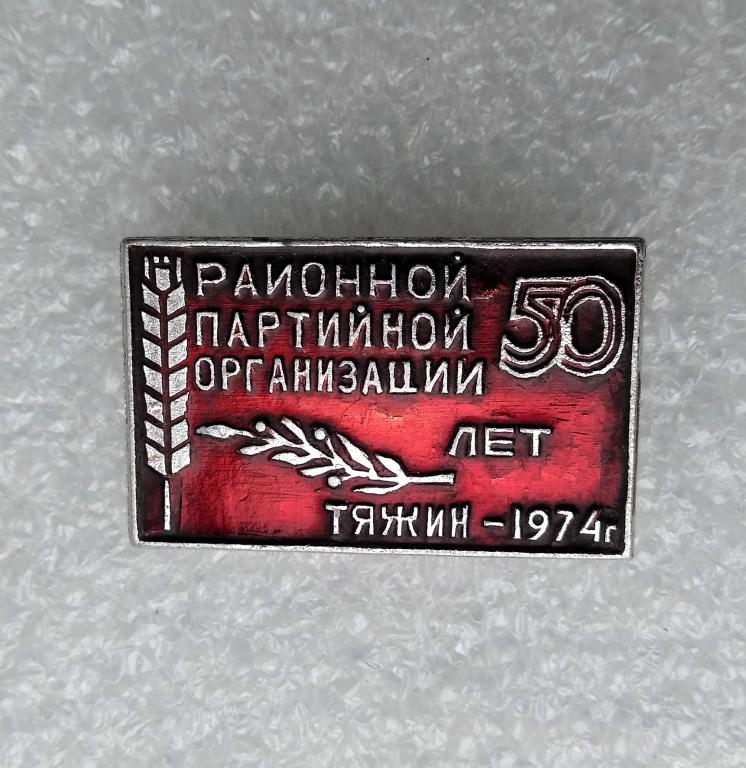 РАЙОННОЙ
ПАРТИЙНОЙ
ОРГАНИЗАЦИИ
50
ЛЕТ
ТЯЖИН - 1974г